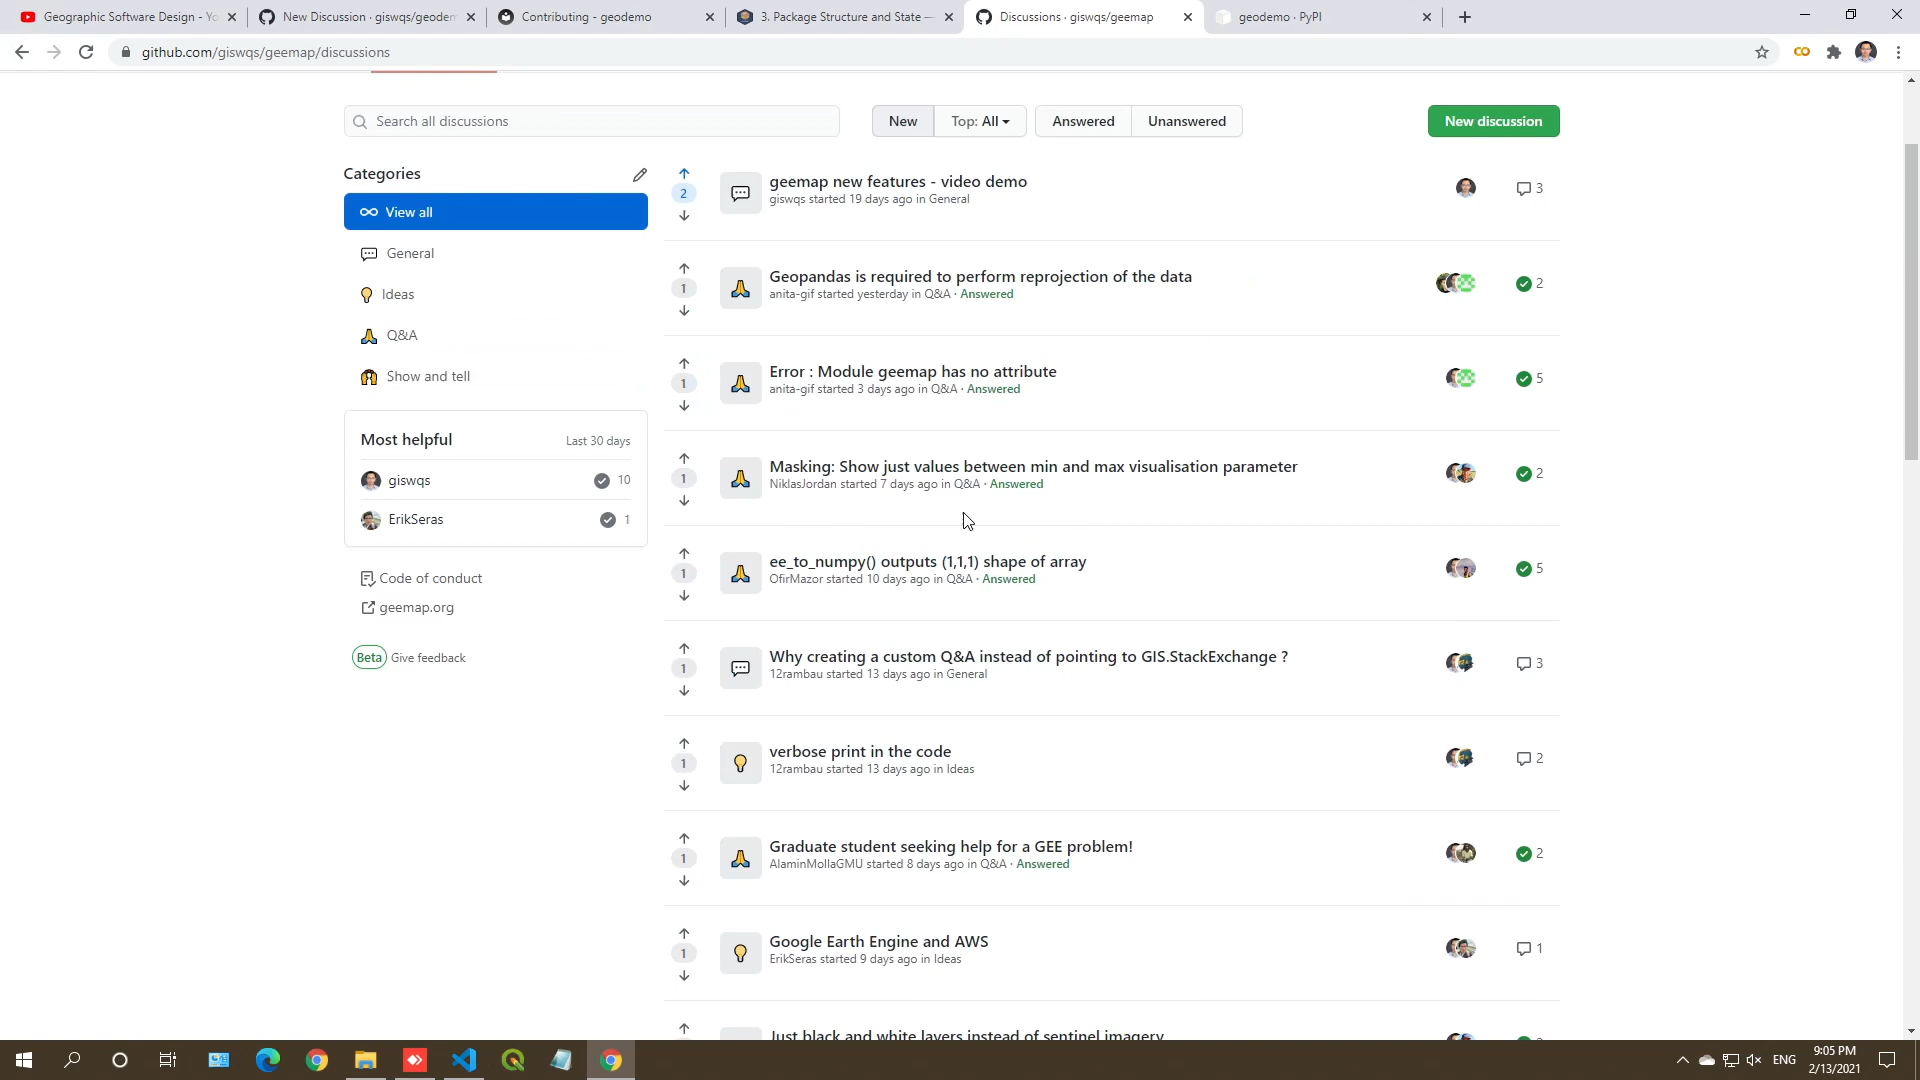 Geographic Software Design - Yo
New Discussion · giswqs/geodem
Contributing - geodemo
3. Package Structure and State —
Discussions · giswqs/geemap
geodemo · PyPI
github.com/giswqs/geemap/discussions
Search all discussions
New
Top: All
Answered
Unanswered
New discussion
Categories
View all
General
Ideas
Q&A
Show and tell
Most helpful
Last 30 days
giswqs
10
ErikSeras
1
Code of conduct
geemap.org
Beta Give feedback
2
geemap new features - video demo
giswqs started 19 days ago in General
3
1
Geopandas is required to perform reprojection of the data
anita-gif started yesterday in Q&A · Answered
2
1
Error : Module geemap has no attribute
anita-gif started 3 days ago in Q&A · Answered
5
1
Masking: Show just values between min and max visualisation parameter
NiklasJordan started 7 days ago in Q&A · Answered
2
1
ee_to_numpy() outputs (1,1,1) shape of array
OfirMazor started 10 days ago in Q&A · Answered
5
1
Why creating a custom Q&A instead of pointing to GIS.StackExchange ?
12rambau started 13 days ago in General
3
1
verbose print in the code
12rambau started 13 days ago in Ideas
2
1
Graduate student seeking help for a GEE problem!
AlaminMollaGMU started 8 days ago in Q&A · Answered
2
1
Google Earth Engine and AWS
ErikSeras started 9 days ago in Ideas
1
Just black and white layers instead of sentinel imagery
ENG
9:05 PM
2/13/2021